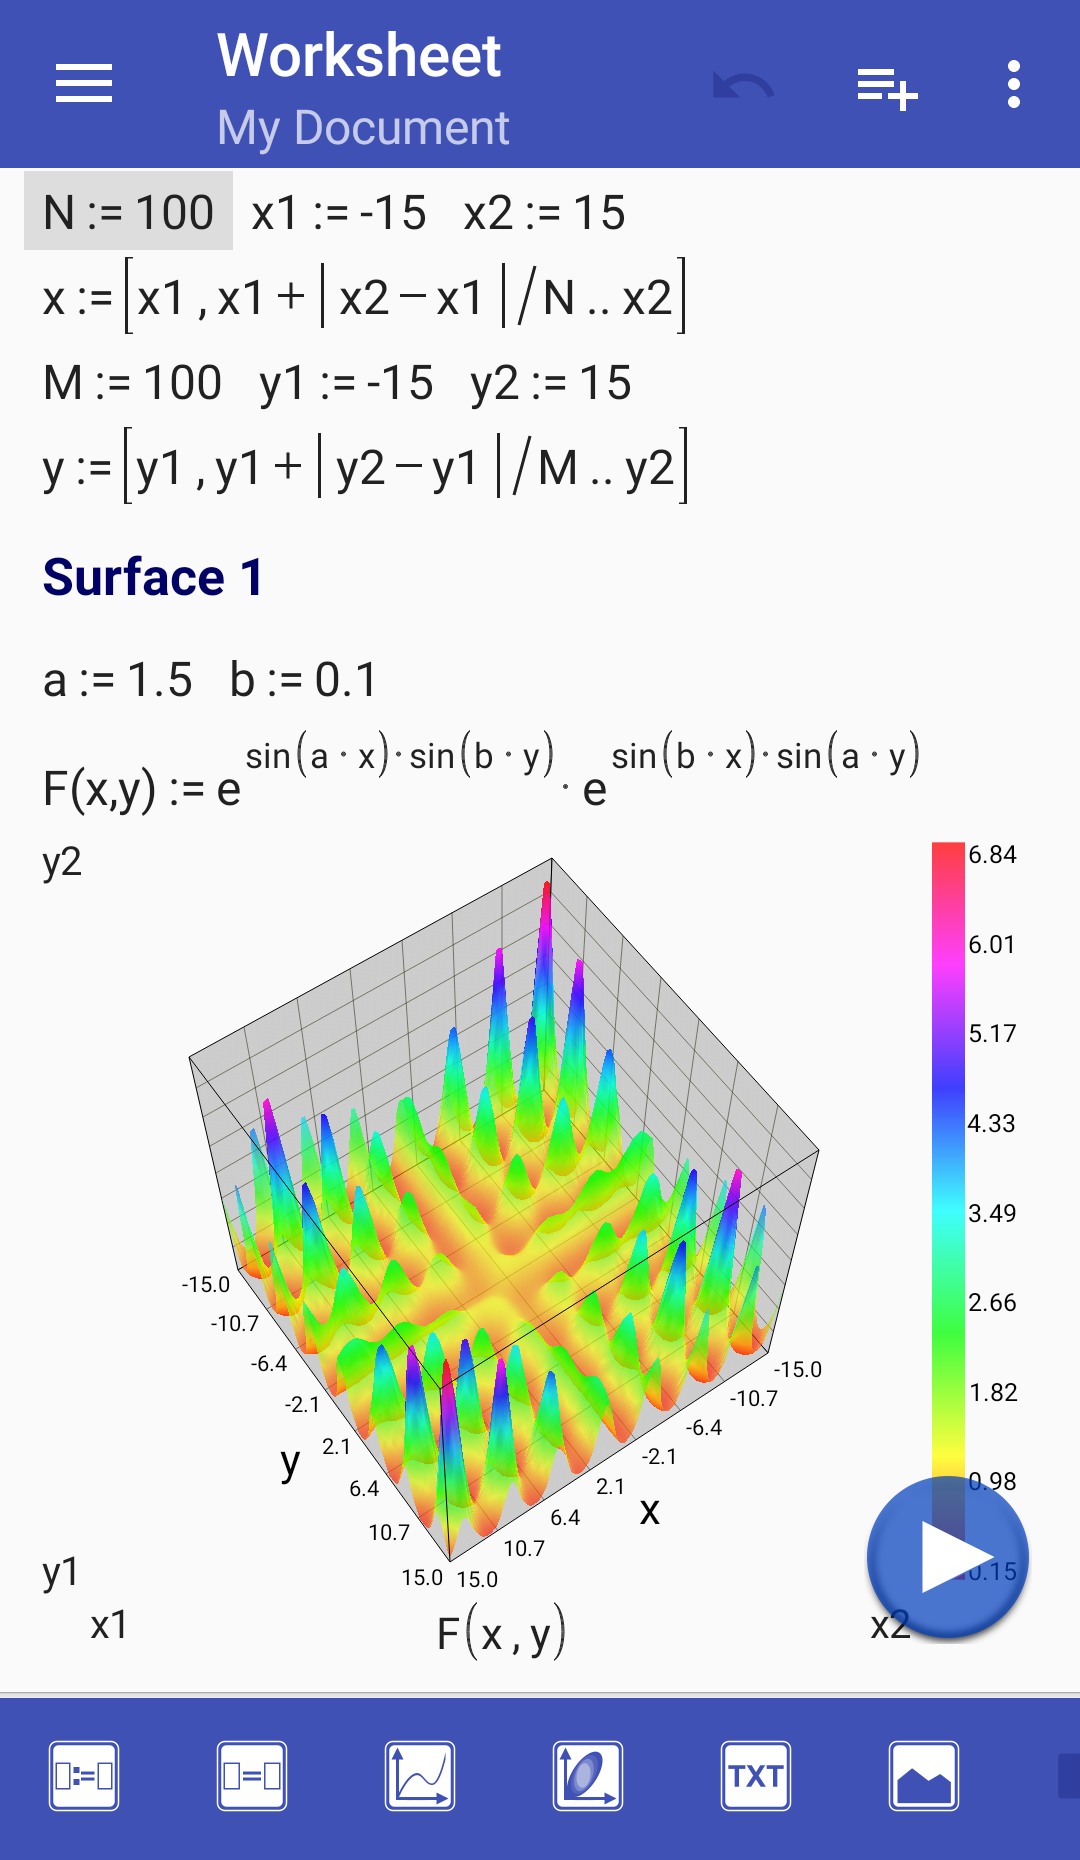 Worksheet
My Document
N := 100 x1 := -15 x2 := 15
x := [x1 , x1 + | x2 − x1 | / N .. x2]
M := 100 y1 := -15 y2 := 15
y := [y1 , y1 + | y2 − y1 | / M .. y2]
Surface 1
a := 1.5 b := 0.1
F(x,y) := e^sin(a · x) · sin(b · y) · e^sin(b · x) · sin(a · y)
y2
6.84
6.01
5.17
4.33
3.49
2.66
1.82
0.98
0.15
-15.0
-10.7
-6.4
-2.1
2.1
6.4
10.7
15.0
y
-15.0
-10.7
-6.4
-2.1
2.1
6.4
10.7
15.0
x
y1
x1 F(x , y) x2
:= = TXT